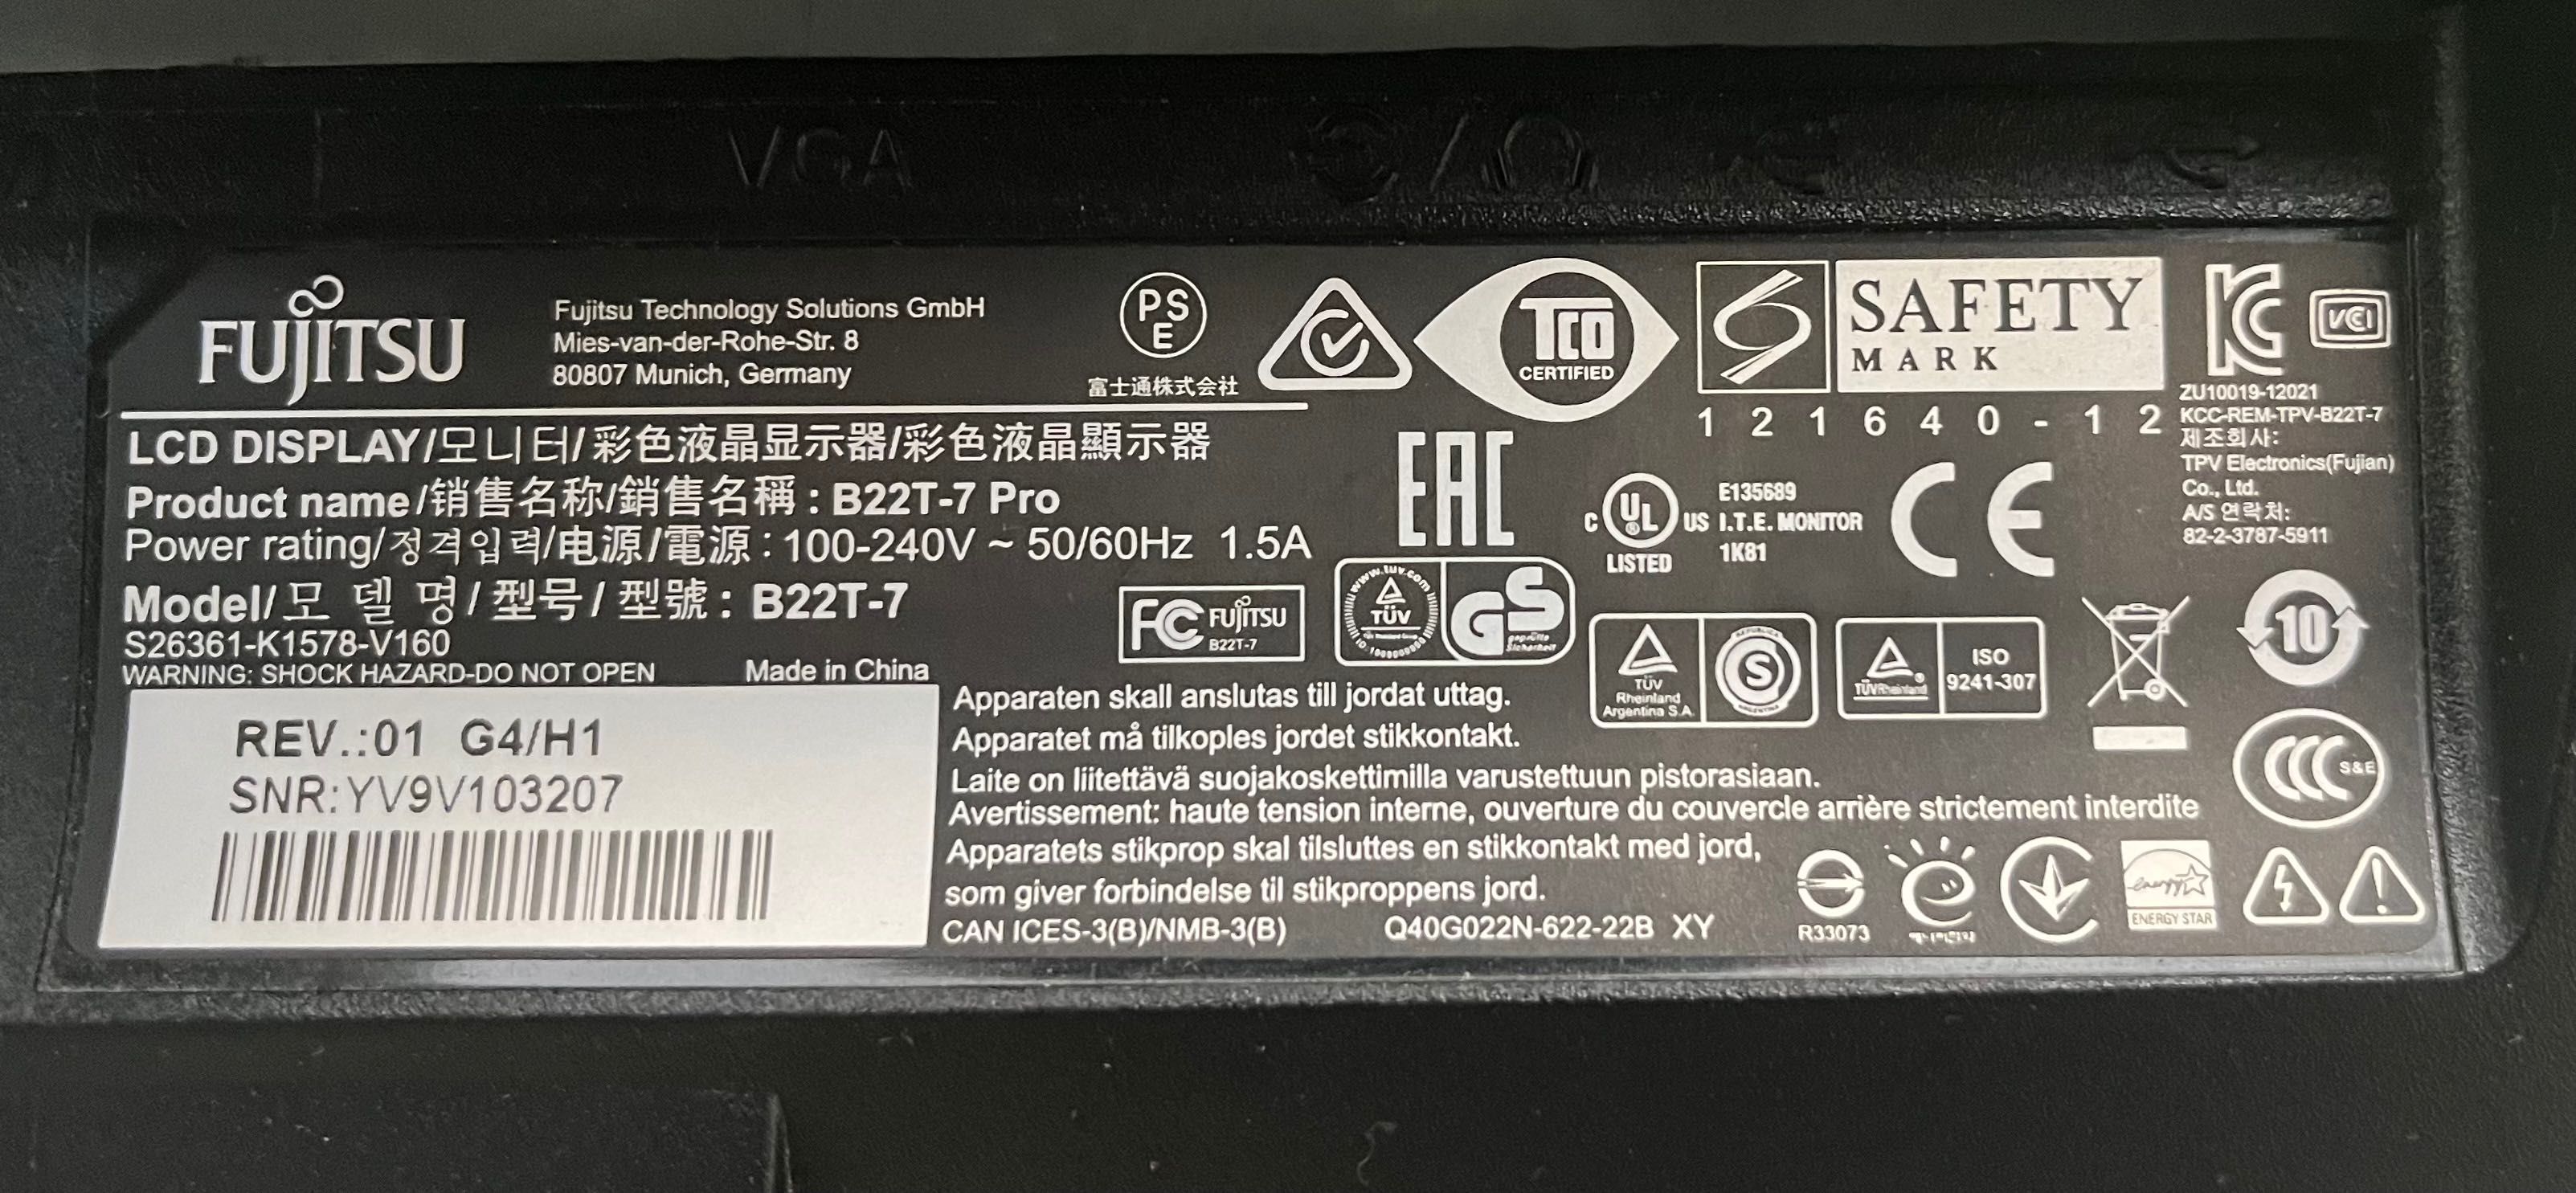 VGA
FUJITSU
Fujitsu Technology Solutions GmbH
Mies-van-der-Rohe-Str. 8
80807 Munich, Germany
PS
E
富士通株式会社
TCO
CERTIFIED
SAFETY
MARK
121640-12
KC
VCI
ZU10019-12021
KCC-REM-TPV-B22T-7
제조회사:
TPV Electronics(Fujian)
Co., Ltd.
A/S 연락처:
82-2-3787-5911
LCD DISPLAY/모니터/彩色液晶显示器/彩色液晶顯示器
Product name/销售名称/銷售名稱 : B22T-7 Pro
Power rating/정격입력/电源/電源 : 100-240V ~ 50/60Hz 1.5A
Model/모 델 명/型号/型號 : B22T-7
S26361-K1578-V160
WARNING: SHOCK HAZARD-DO NOT OPEN Made in China
EAC
C UL® US
LISTED
E135689
I.T.E. MONITOR
1K81
CE
FC FUJITSU
B22T-7
www.tuv.com
TÜV
GS
geprüfte
Sicherheit
TÜV
Rheinland
Argentina S.A.
S
TÜVRheinland®
ISO
9241-307
10
CCC S&E
REV.:01 G4/H1
SNR:YV9V103207
Apparaten skall anslutas till jordat uttag.
Apparatet må tilkoples jordet stikkontakt.
Laite on liitettävä suojakoskettimilla varustettuun pistorasiaan.
Avertissement: haute tension interne, ouverture du couvercle arrière strictement interdite
Apparatets stikprop skal tilsluttes en stikkontakt med jord,
som giver forbindelse til stikproppens jord.
CAN ICES-3(B)/NMB-3(B) Q40G022N-622-22B XY
R33073
energy
ENERGY STAR